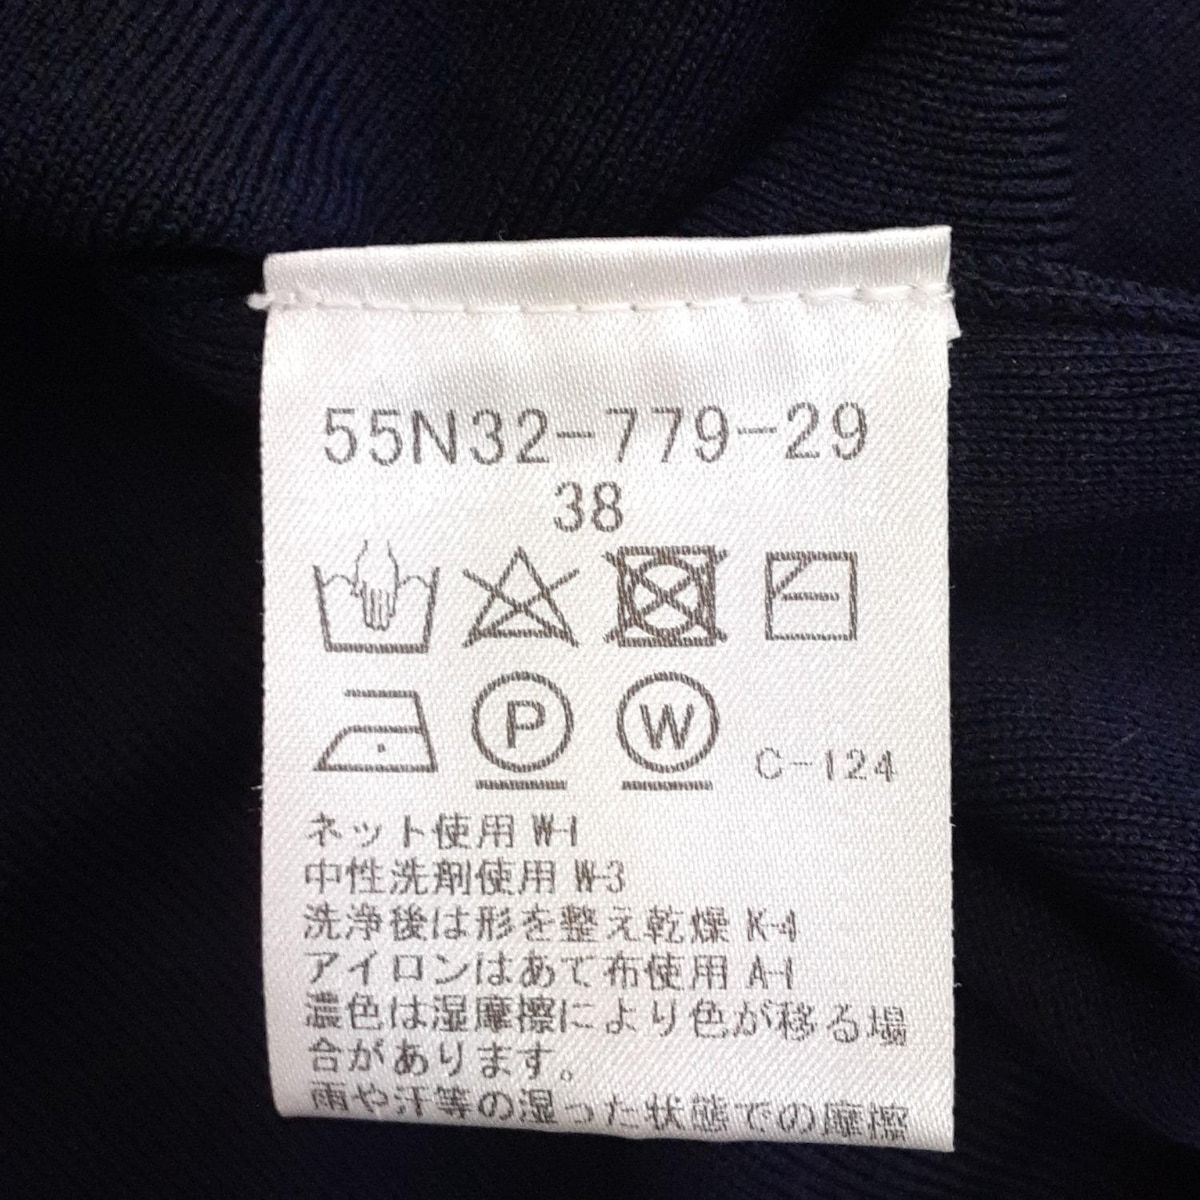 55N32-779-29
38
P W C-124
ネット使用 W-1
中性洗剤使用 W-3
洗浄後は形を整え乾燥 K-4
アイロンはあて布使用 A-1
濃色は湿摩擦により色が移る場
合があります。
雨や汗等の湿った状態での摩擦